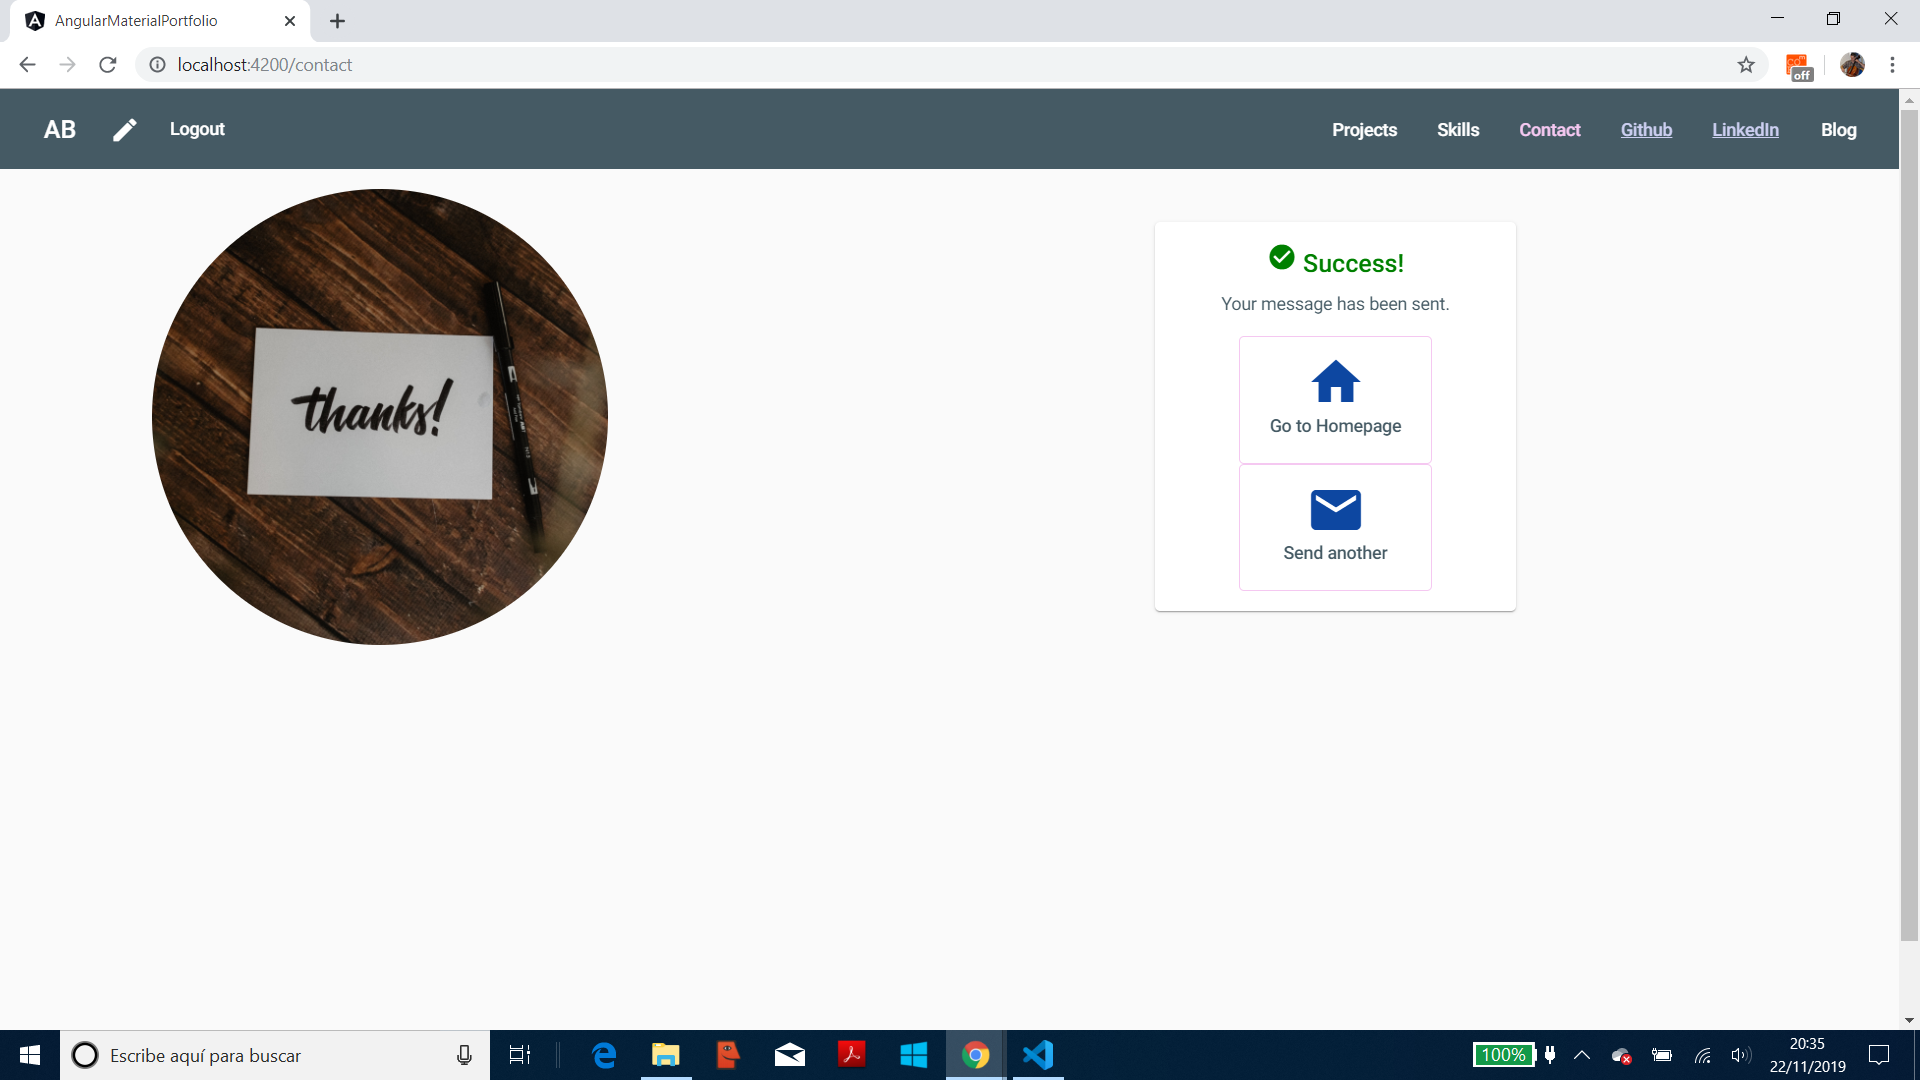 AngularMaterialPortfolio
localhost:4200/contact
off
AB
Logout
Projects
Skills
Contact
Github
LinkedIn
Blog
thanks!
Success!
Your message has been sent.
Go to Homepage
Send another
Escribe aquí para buscar
100%
20:35
22/11/2019